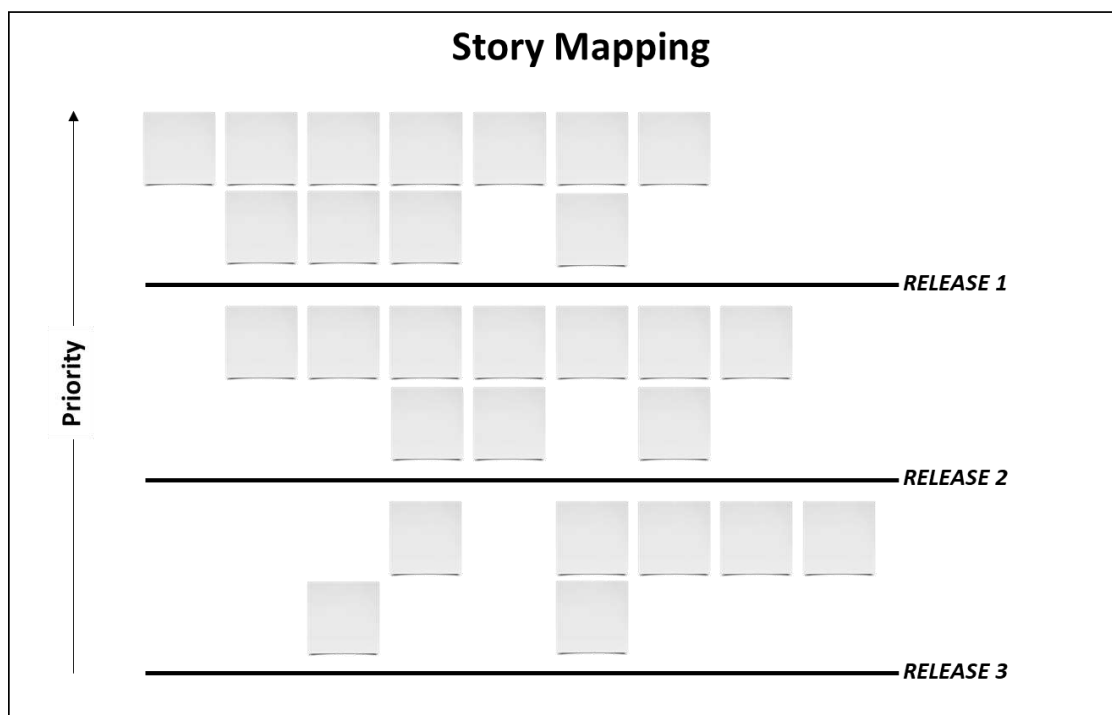 Story Mapping
Priority
RELEASE 1
RELEASE 2
RELEASE 3